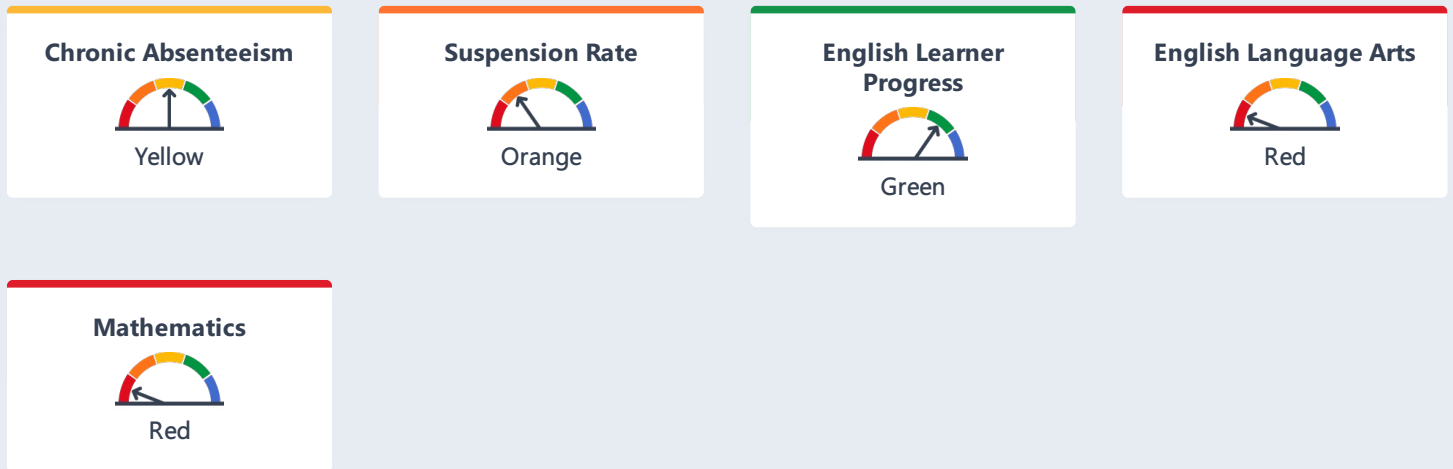 Chronic Absenteeism
Yellow
Suspension Rate
Orange
English Learner
Progress
Green
English Language Arts
Red
Mathematics
Red